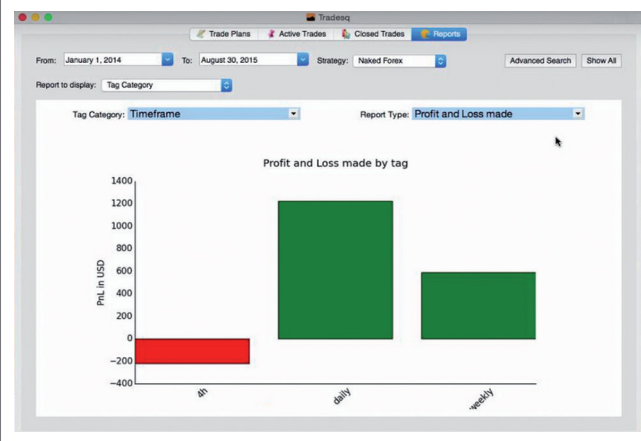 Tradesq
Trade Plans Active Trades Closed Trades Reports
From: January 1, 2014 To: August 30, 2015 Strategy: Naked Forex Advanced Search Show All
Report to display: Tag Category
Tag Category: Timeframe Report Type: Profit and Loss made
Profit and Loss made by tag
1400
1200
1000
800
600
400
200
0
−200
−400
PnL in USD
4h daily weekly